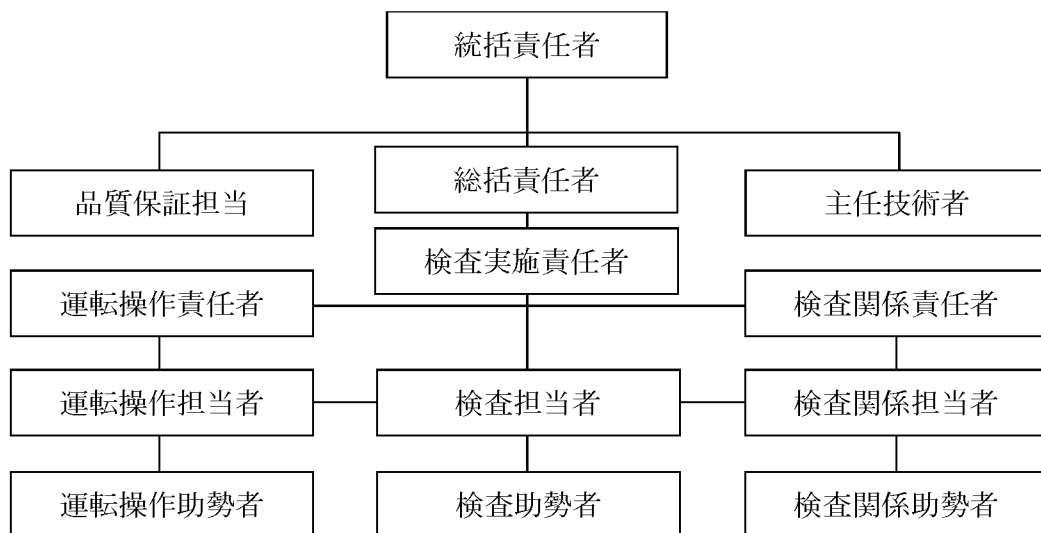 統括責任者
品質保証担当
総括責任者
主任技術者
検査実施責任者
運転操作責任者
検査関係責任者
運転操作担当者
検査担当者
検査関係担当者
運転操作助勢者
検査助勢者
検査関係助勢者